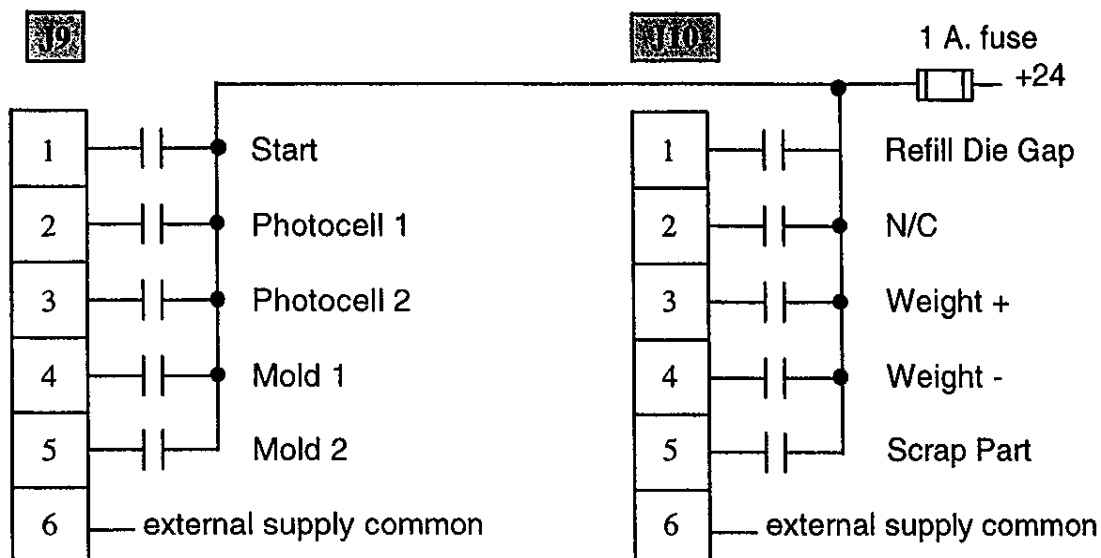 J9
J10
1 A. fuse
+24
1 Start
2 Photocell 1
3 Photocell 2
4 Mold 1
5 Mold 2
6 external supply common
1 Refill Die Gap
2 N/C
3 Weight +
4 Weight -
5 Scrap Part
6 external supply common